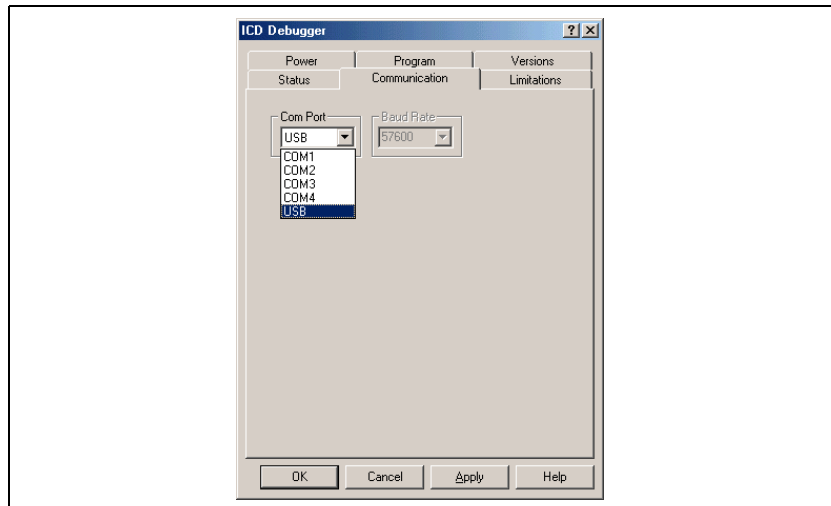 ICD Debugger
Power Program Versions
Status Communication Limitations
Com Port Baud Rate
USB 57600
COM1
COM2
COM3
COM4
USB
OK Cancel Apply Help